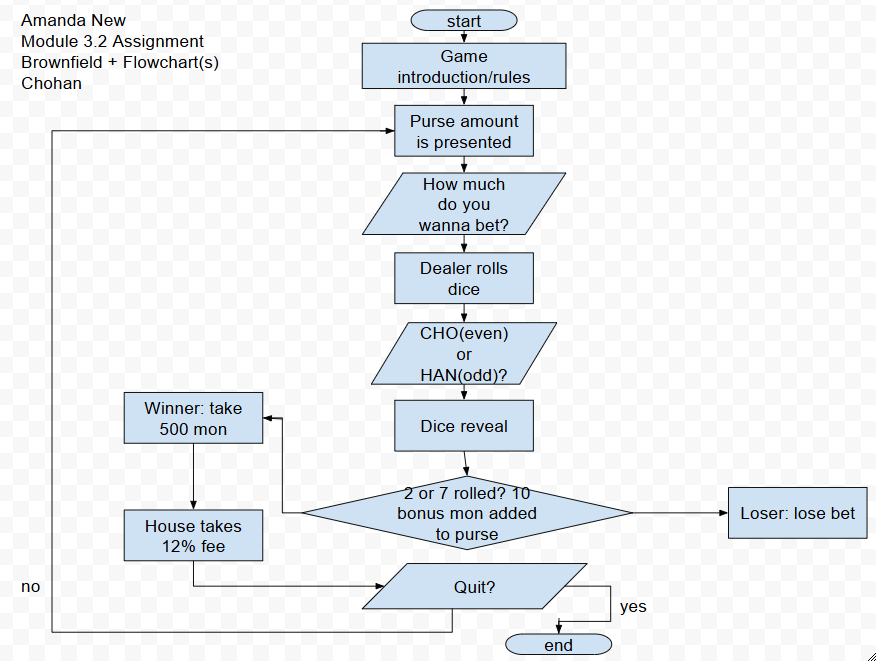 Amanda New
Module 3.2 Assignment
Brownfield + Flowchart(s)
Chohan
start
Game
introduction/rules
Purse amount
is presented
How much
do you
wanna bet?
Dealer rolls
dice
CHO(even)
or
HAN(odd)?
Dice reveal
Winner: take
500 mon
2 or 7 rolled? 10
bonus mon added
to purse
Loser: lose bet
House takes
12% fee
Quit?
no
yes
end